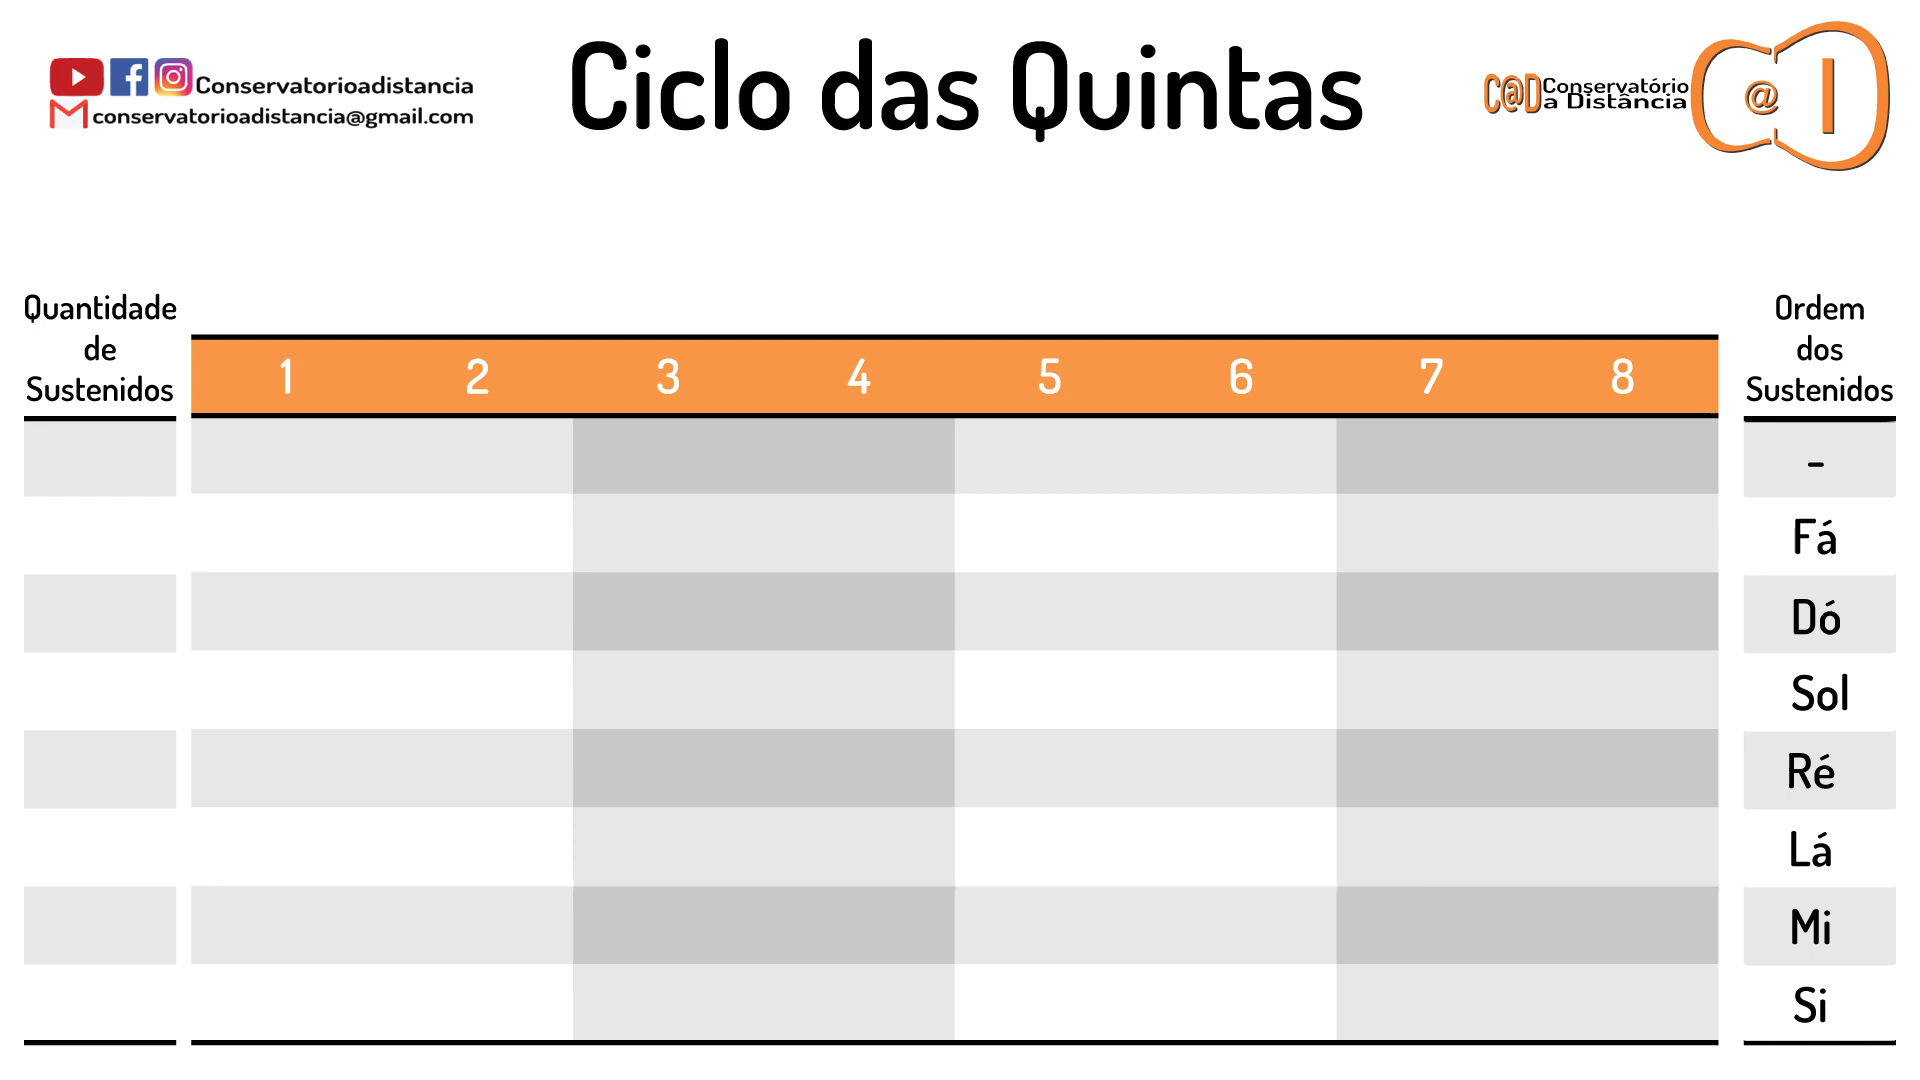 Ciclo das Quintas
Conservatorioadistancia
conservatorioadistancia@gmail.com
C@D Conservatório
a Distância
@
Quantidade
de
Sustenidos
1 2 3 4 5 6 7 8
Ordem
dos
Sustenidos
-
Fá
Dó
Sol
Ré
Lá
Mi
Si